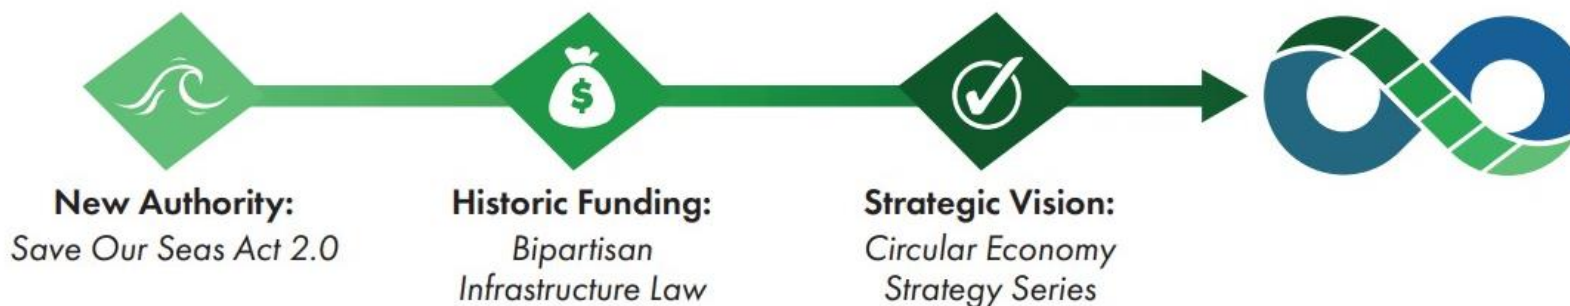 $
New Authority:
Save Our Seas Act 2.0
Historic Funding:
Bipartisan
Infrastructure Law
Strategic Vision:
Circular Economy
Strategy Series